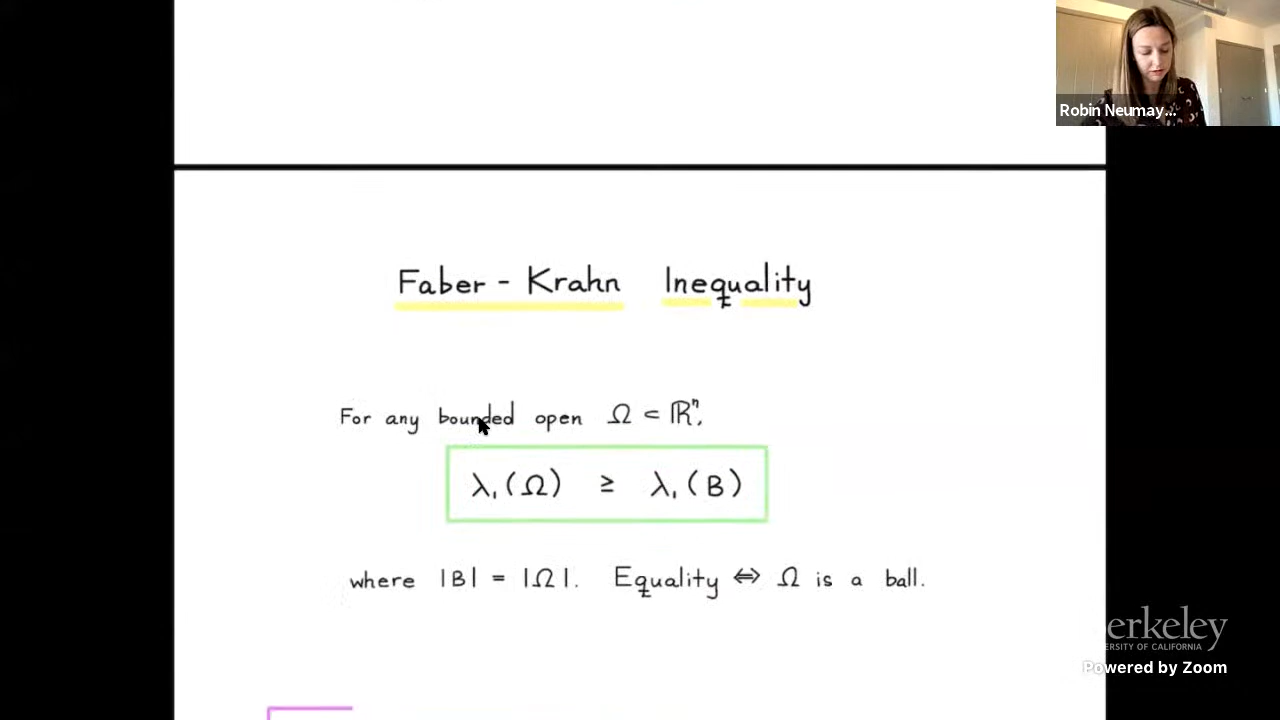 Robin Neumay...
Faber - Krahn Inequality
For any bounded open Ω ⊂ ℝⁿ,
λ₁(Ω) ≥ λ₁(B)
where |B| = |Ω|. Equality ⇔ Ω is a ball.
erkeley
ERSITY OF CALIFORNIA
Powered by Zoom